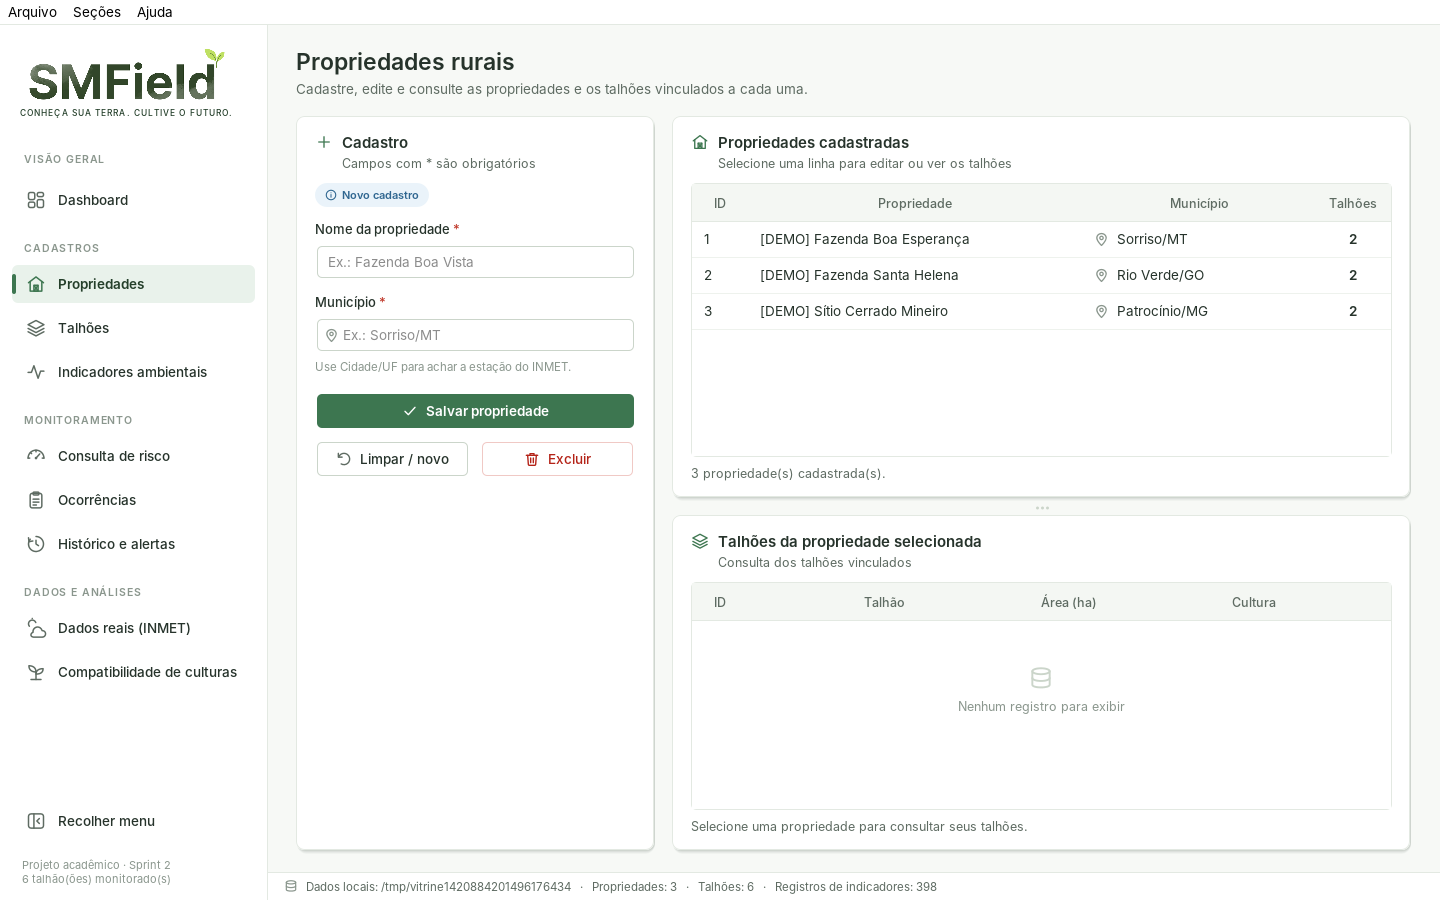 Arquivo Seções Ajuda
SMField
CONHEÇA SUA TERRA. CULTIVE O FUTURO.
VISÃO GERAL
Dashboard
CADASTROS
Propriedades
Talhões
Indicadores ambientais
MONITORAMENTO
Consulta de risco
Ocorrências
Histórico e alertas
DADOS E ANÁLISES
Dados reais (INMET)
Compatibilidade de culturas
Recolher menu
Projeto acadêmico · Sprint 2
6 talhão(ões) monitorado(s)
Propriedades rurais
Cadastre, edite e consulte as propriedades e os talhões vinculados a cada uma.
Cadastro
Campos com * são obrigatórios
Novo cadastro
Nome da propriedade *
Ex.: Fazenda Boa Vista
Município *
Ex.: Sorriso/MT
Use Cidade/UF para achar a estação do INMET.
Salvar propriedade
Limpar / novo Excluir
Propriedades cadastradas
Selecione uma linha para editar ou ver os talhões
ID Propriedade Município Talhões
1 [DEMO] Fazenda Boa Esperança Sorriso/MT 2
2 [DEMO] Fazenda Santa Helena Rio Verde/GO 2
3 [DEMO] Sítio Cerrado Mineiro Patrocínio/MG 2
3 propriedade(s) cadastrada(s).
Talhões da propriedade selecionada
Consulta dos talhões vinculados
ID Talhão Área (ha) Cultura
Nenhum registro para exibir
Selecione uma propriedade para consultar seus talhões.
Dados locais: /tmp/vitrine1420884201496176434 · Propriedades: 3 · Talhões: 6 · Registros de indicadores: 398